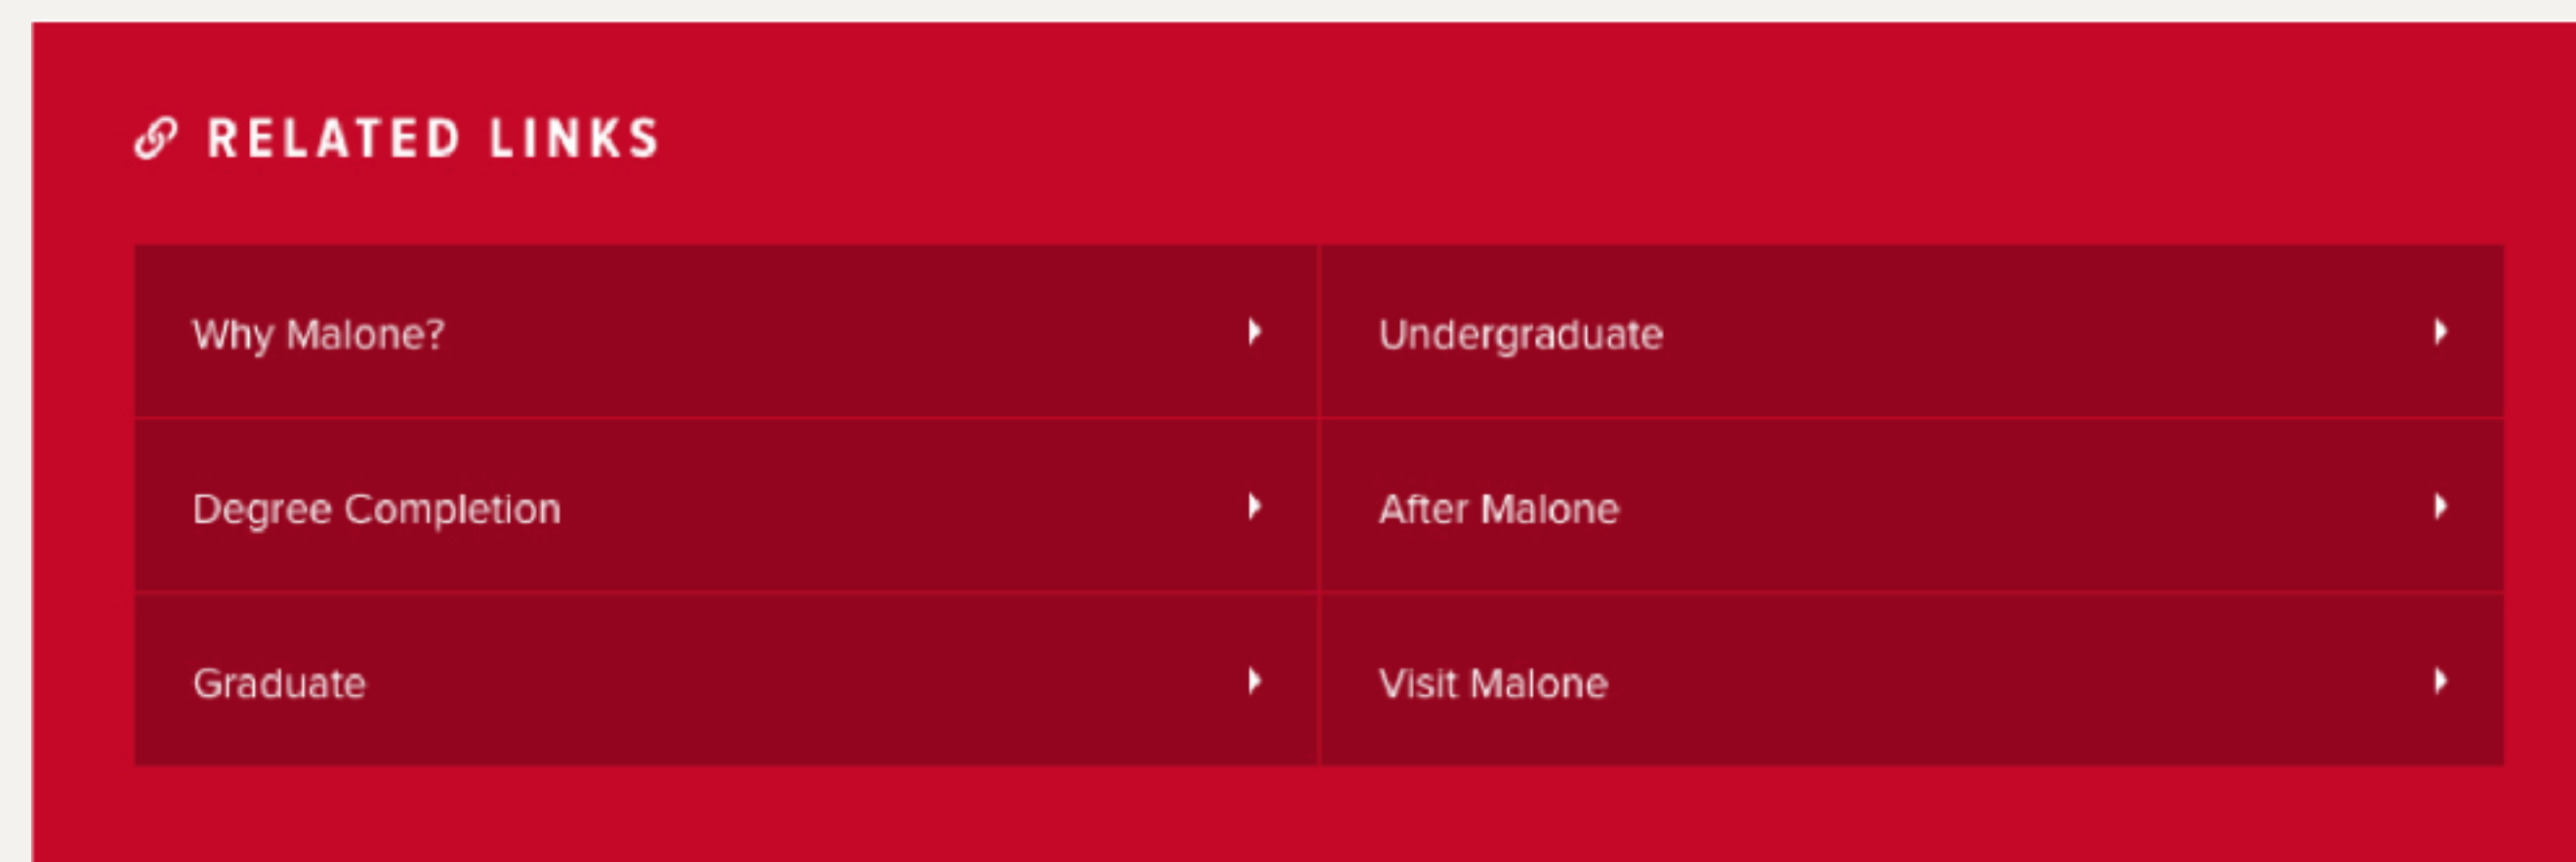 RELATED LINKS
Why Malone?
Undergraduate
Degree Completion
After Malone
Graduate
Visit Malone